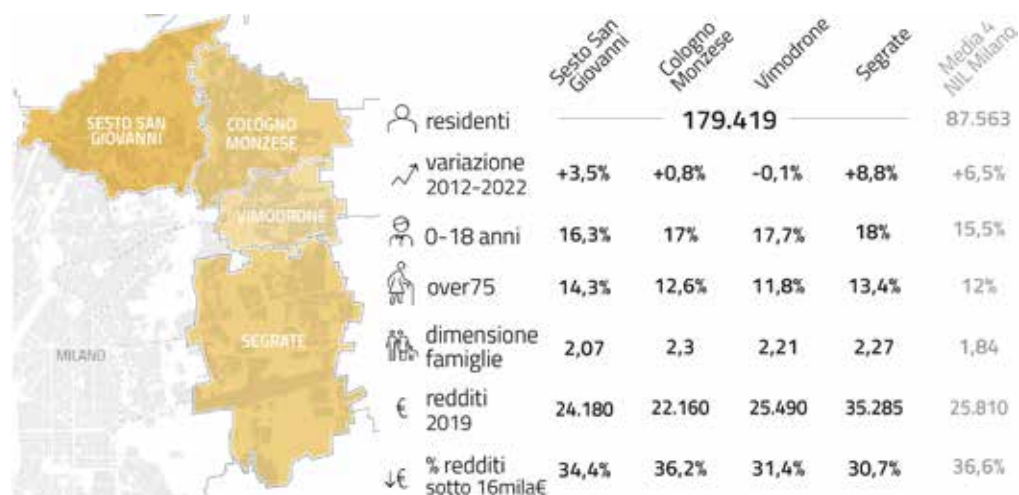 SESTO SAN
GIOVANNI
COLOGNO
MONZESE
VIMODRONE
SEGRATE
MILANO
Sesto San
Giovanni
Cologno
Monzese
Vimodrone
Segrate
Media 4
NIL Milano
residenti 179.419 87.563
variazione
2012-2022 +3,5% +0,8% -0,1% +8,8% +6,5%
0-18 anni 16,3% 17% 17,7% 18% 15,5%
over75 14,3% 12,6% 11,8% 13,4% 12%
dimensione
famiglie 2,07 2,3 2,21 2,27 1,84
€ redditi
2019 24.180 22.160 25.490 35.285 25.810
↓€ % redditi
sotto 16mila€ 34,4% 36,2% 31,4% 30,7% 36,6%